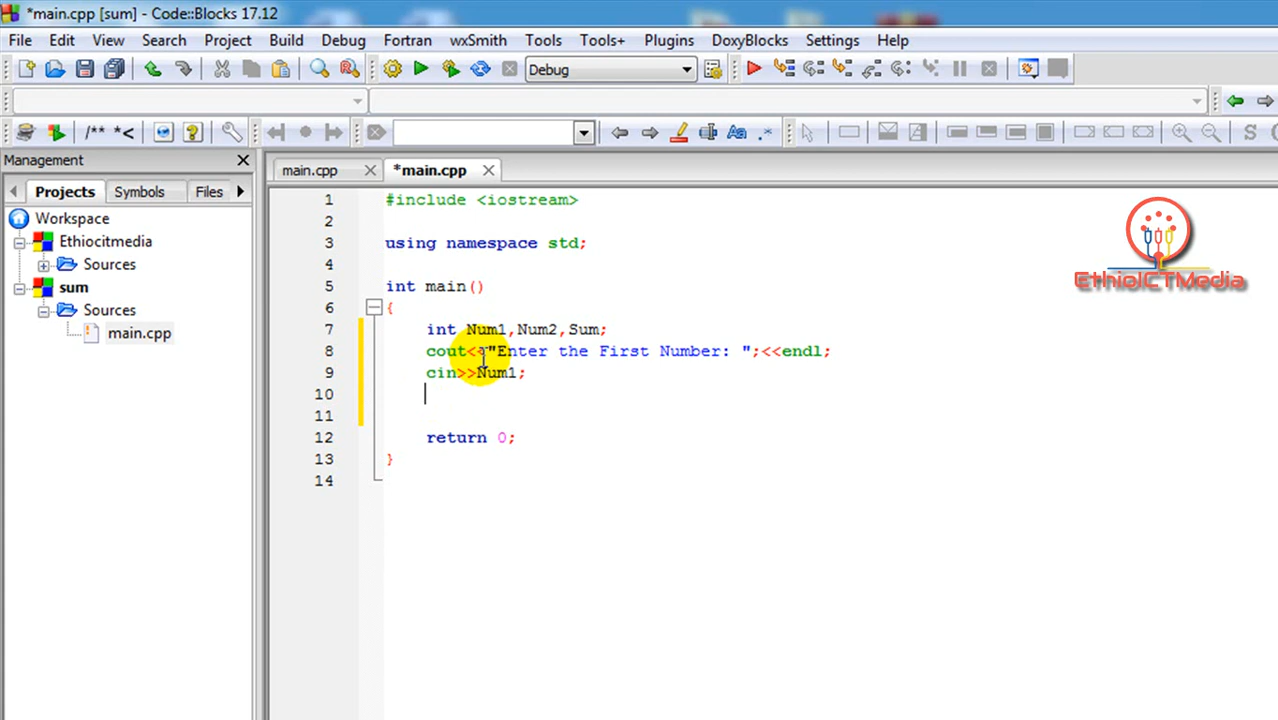 *main.cpp [sum] - Code::Blocks 17.12
File Edit View Search Project Build Debug Fortran wxSmith Tools Tools+ Plugins DoxyBlocks Settings Help
Debug
/** *<
Aa .*
S
Management
Projects Symbols Files
Workspace
Ethiocitmedia
Sources
sum
Sources
main.cpp
main.cpp *main.cpp
1 #include <iostream>
2
3 using namespace std;
4
5 int main()
6 {
7 int Num1,Num2,Sum;
8 cout<<"Enter the First Number: ";<<endl;
9 cin>>Num1;
10
11
12 return 0;
13 }
14
EthioICTMedia